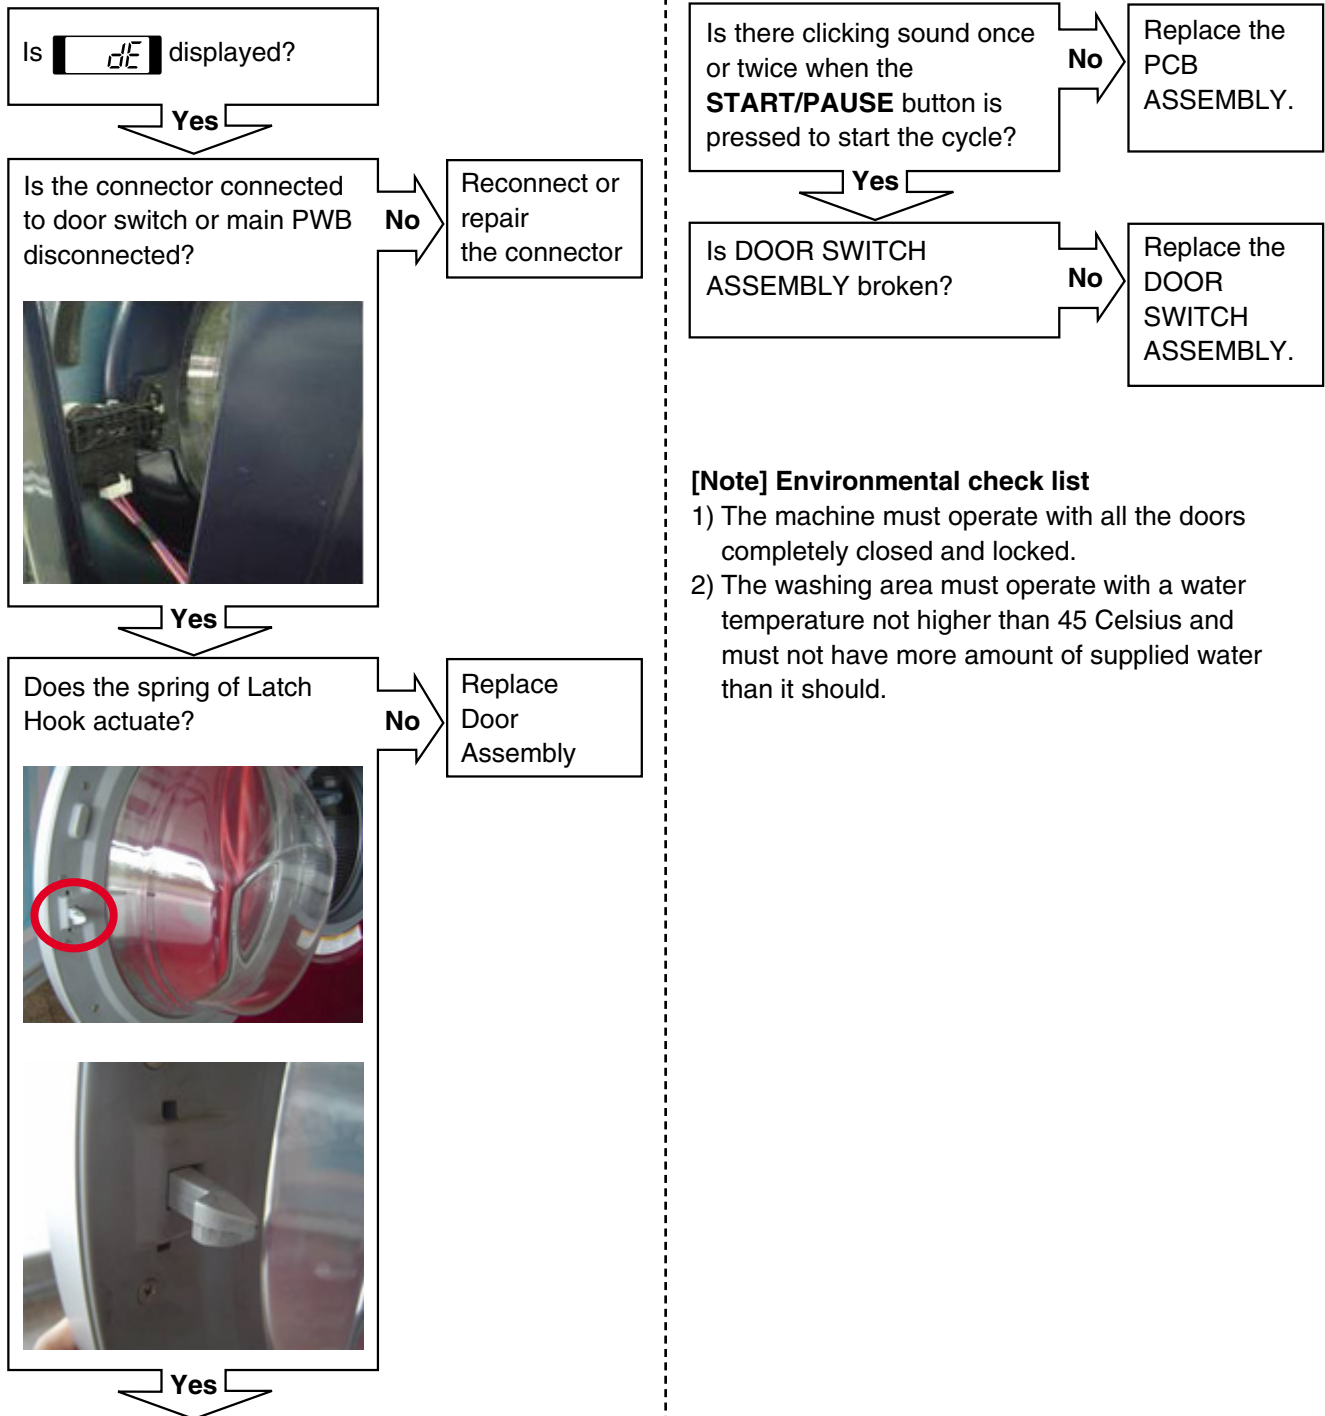 Is dE displayed?
Yes
Is the connector connected
to door switch or main PWB
disconnected?
No
Reconnect or
repair
the connector
Yes
Does the spring of Latch
Hook actuate?
No
Replace
Door
Assembly
Yes
Is there clicking sound once
or twice when the
START/PAUSE button is
pressed to start the cycle?
No
Replace the
PCB
ASSEMBLY.
Yes
Is DOOR SWITCH
ASSEMBLY broken?
No
Replace the
DOOR
SWITCH
ASSEMBLY.
[Note] Environmental check list
1) The machine must operate with all the doors
completely closed and locked.
2) The washing area must operate with a water
temperature not higher than 45 Celsius and
must not have more amount of supplied water
than it should.